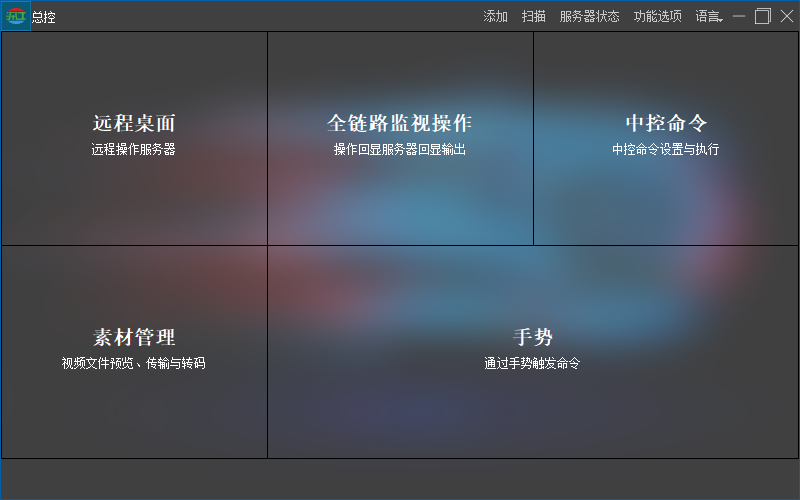 总控
添加 扫描 服务器状态 功能选项 语言
远程桌面
远程操作服务器
全链路监视操作
操作回显服务器回显输出
中控命令
中控命令设置与执行
素材管理
视频文件预览、传输与转码
手势
通过手势触发命令